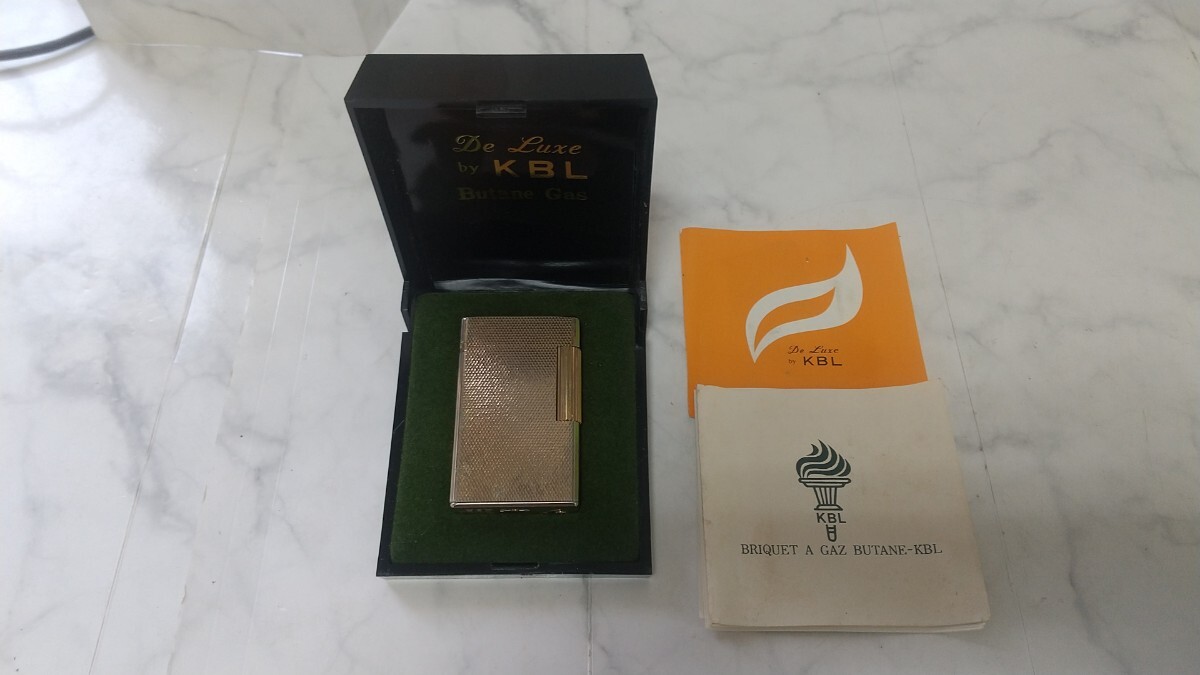 De Luxe
by KBL
Butane Gas
De Luxe
by KBL
KBL
BRIQUET A GAZ BUTANE-KBL